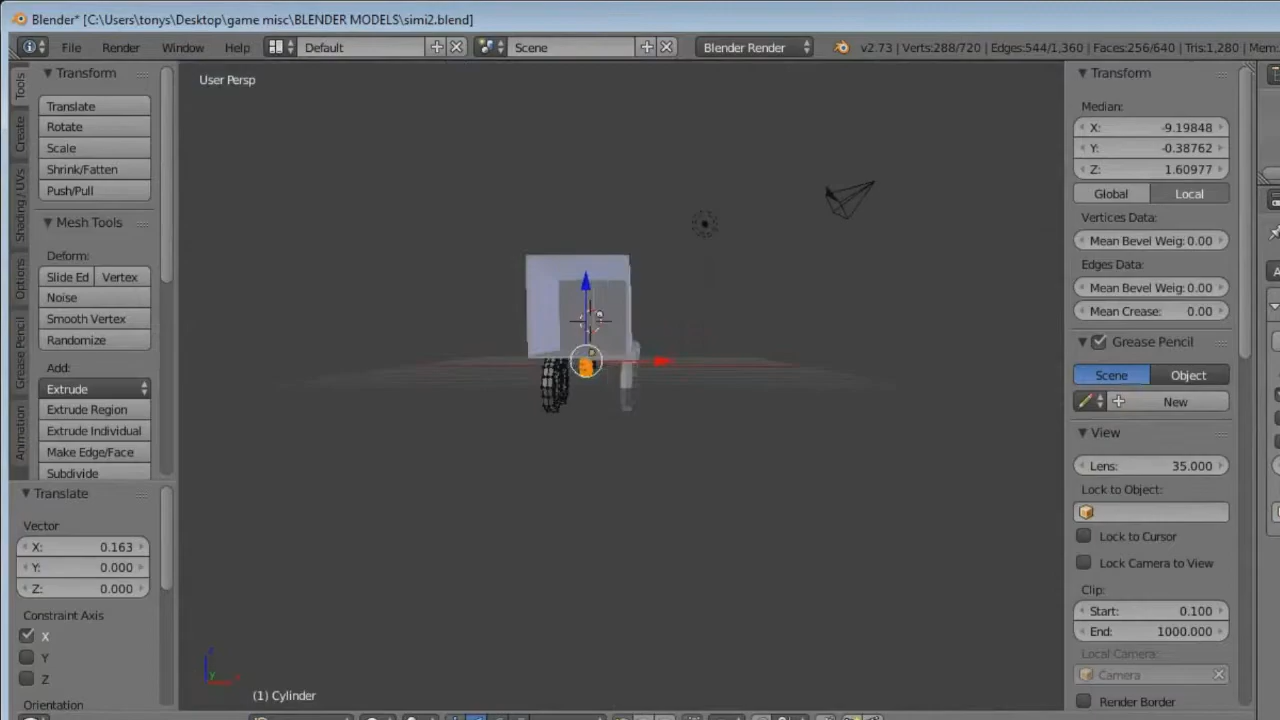 Blender* [C:\Users\tonys\Desktop\game misc\BLENDER MODELS\simi2.blend]
File Render Window Help Default Scene Blender Render v2.73 | Verts:288/720 | Edges:544/1,360 | Faces:256/640 | Tris:1,280 | Mem:
Tools
Create
Shading / UVs
Options
Grease Pencil
Animation
Transform
Translate
Rotate
Scale
Shrink/Fatten
Push/Pull
Mesh Tools
Deform:
Slide Ed Vertex
Noise
Smooth Vertex
Randomize
Add:
Extrude
Extrude Region
Extrude Individual
Make Edge/Face
Subdivide
Translate
Vector
X: 0.163
Y: 0.000
Z: 0.000
Constraint Axis
X
Y
Z
Orientation
User Persp
(1) Cylinder
Transform
Median:
X: -9.19848
Y: -0.38762
Z: 1.60977
Global Local
Vertices Data:
Mean Bevel Weig: 0.00
Edges Data:
Mean Bevel Weig: 0.00
Mean Crease: 0.00
Grease Pencil
Scene Object
New
View
Lens: 35.000
Lock to Object:
Lock to Cursor
Lock Camera to View
Clip:
Start: 0.100
End: 1000.000
Local Camera:
Camera
Render Border